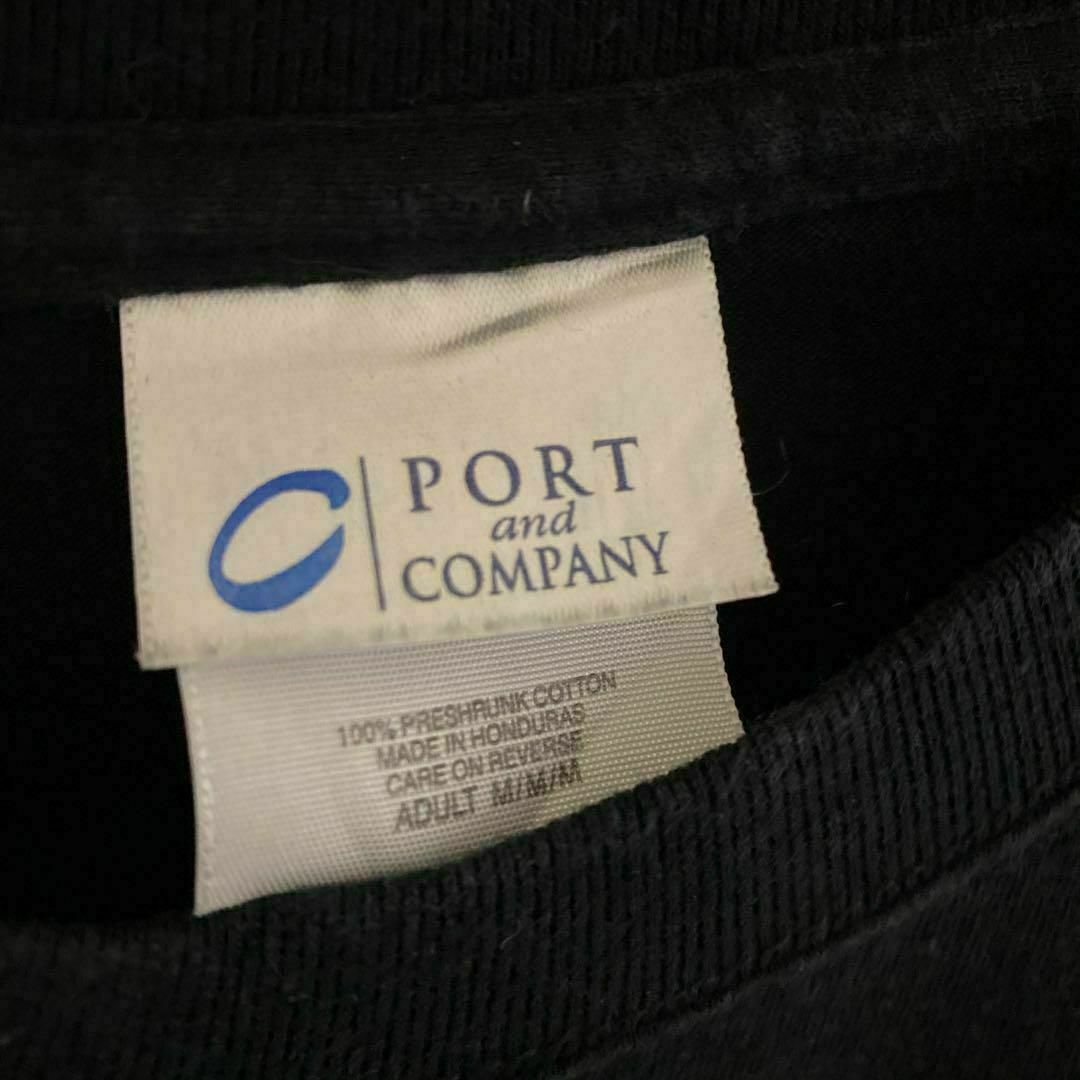 PORT
and
COMPANY
100% PRESHRUNK COTTON
MADE IN HONDURAS
CARE ON REVERSE
ADULT M/M/M